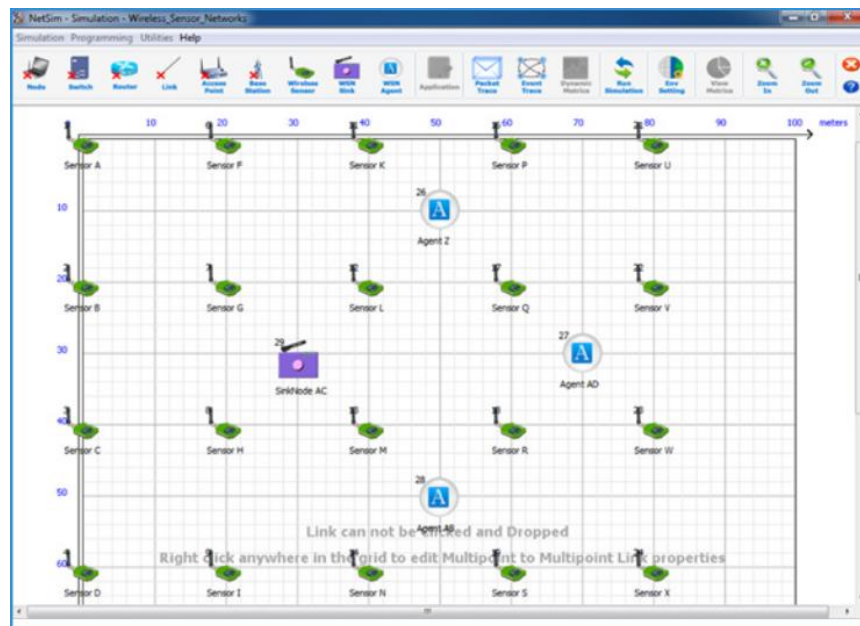 NetSim - Simulation - Wireless_Sensor_Networks
Simulation Programming Utilities Help
Node Switch Router Link Access Point Base Station Wireless Sensor WSN Sink WSN Agent Application Packet Trace Event Trace Dynamic Metrics Run Simulation Env Setting View Metrics Zoom In Zoom Out
10 20 30 40 50 60 70 80 90 100 meters
Sensor A Sensor F Sensor K Sensor P Sensor U
26
10
Agent Z
20
Sensor B Sensor G Sensor L Sensor Q Sensor V
29 27
30
SinkNode AC Agent AD
40
Sensor C Sensor H Sensor M Sensor R Sensor W
28
50
Agent AB
Link can not be Clicked and Dropped
Right click anywhere in the grid to edit Multipoint to Multipoint Link properties
60
Sensor D Sensor I Sensor N Sensor S Sensor X